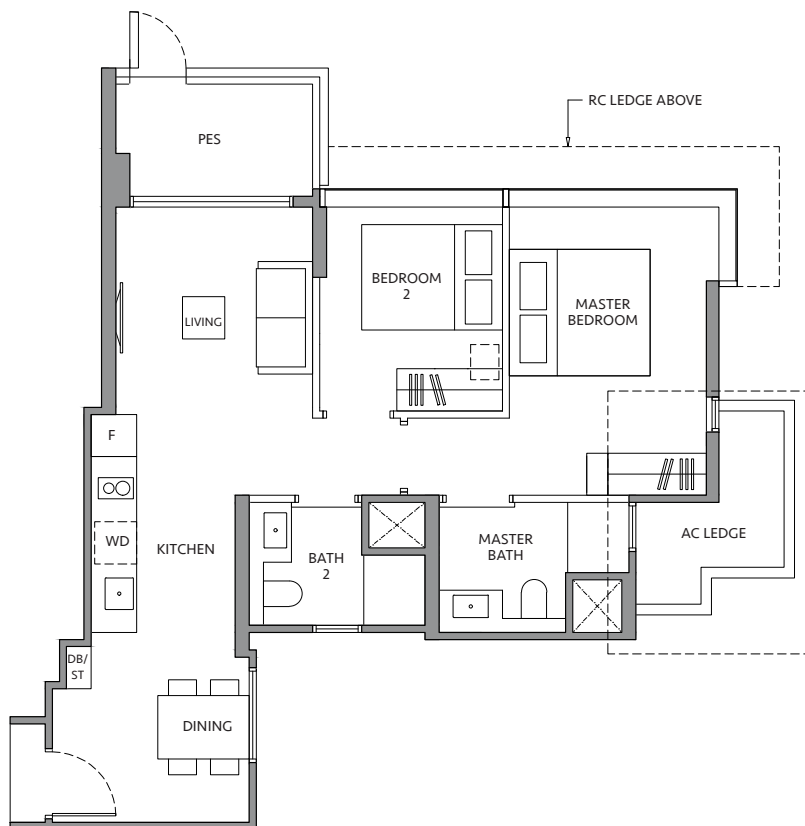 RC LEDGE ABOVE
PES
BEDROOM
2
MASTER
BEDROOM
LIVING
F
WD
KITCHEN
BATH
2
MASTER
BATH
AC LEDGE
DB/
ST
DINING